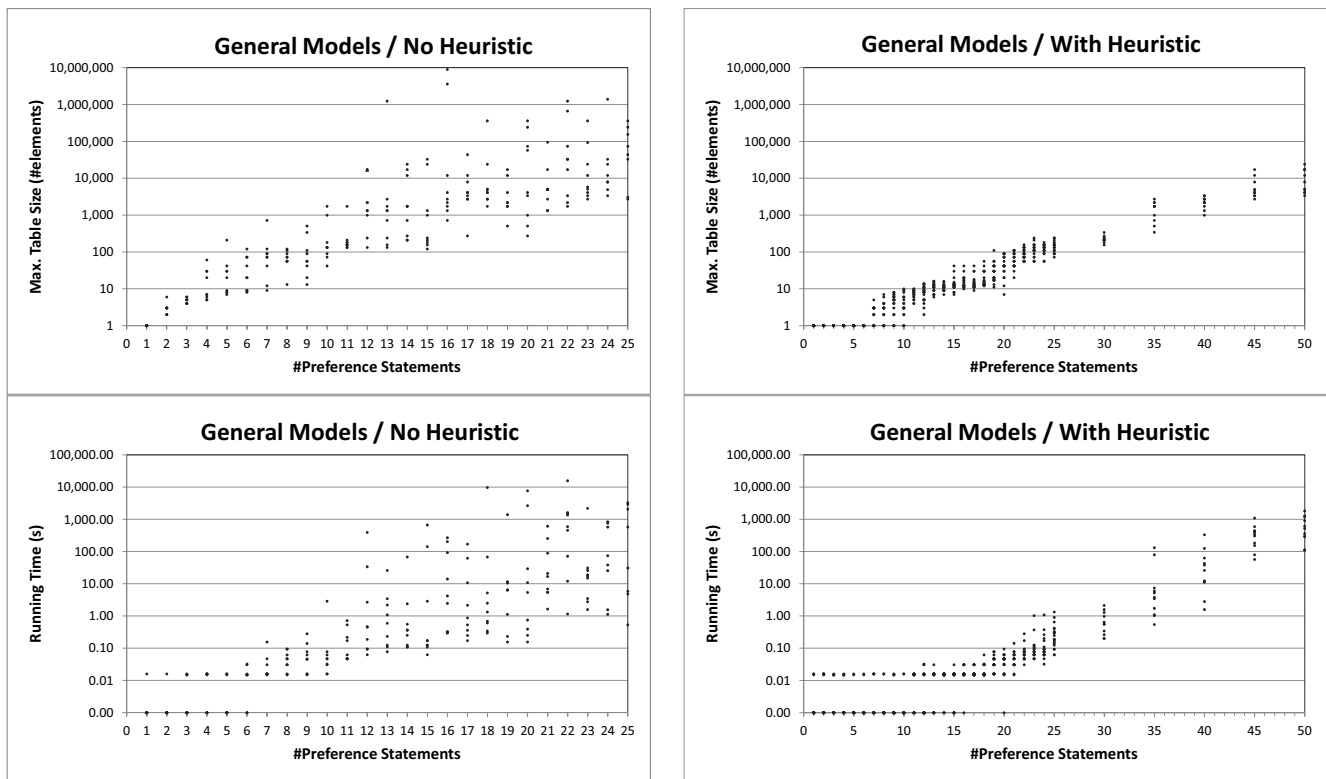 General Models / No Heuristic
Max. Table Size (#elements)
10,000,000
1,000,000
100,000
10,000
1,000
100
10
1
0 1 2 3 4 5 6 7 8 9 10 11 12 13 14 15 16 17 18 19 20 21 22 23 24 25
#Preference Statements
General Models / With Heuristic
Max. Table Size (#elements)
10,000,000
1,000,000
100,000
10,000
1,000
100
10
1
0 5 10 15 20 25 30 35 40 45 50
#Preference Statements
General Models / No Heuristic
Running Time (s)
100,000.00
10,000.00
1,000.00
100.00
10.00
1.00
0.10
0.01
0.00
0 1 2 3 4 5 6 7 8 9 10 11 12 13 14 15 16 17 18 19 20 21 22 23 24 25
#Preference Statements
General Models / With Heuristic
Running Time (s)
100,000.00
10,000.00
1,000.00
100.00
10.00
1.00
0.10
0.01
0.00
0 5 10 15 20 25 30 35 40 45 50
#Preference Statements